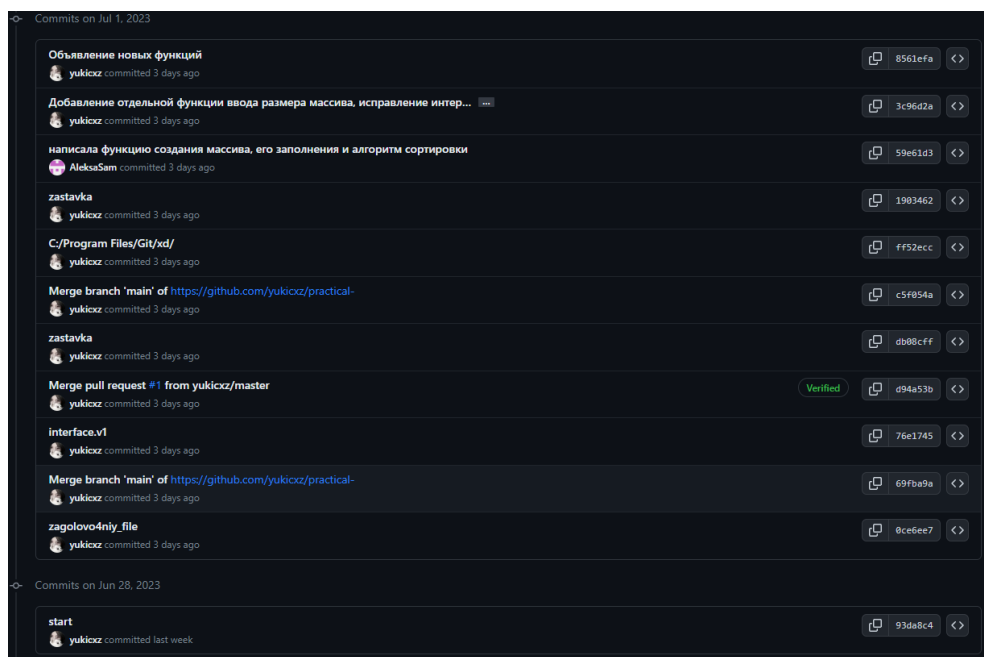 Commits on Jul 1, 2023
Объявление новых функций
yukicxz committed 3 days ago
8561efa
Добавление отдельной функции ввода размера массива, исправление интер... ...
yukicxz committed 3 days ago
3c96d2a
написала функцию создания массива, его заполнения и алгоритм сортировки
AleksaSam committed 3 days ago
59e61d3
zastavka
yukicxz committed 3 days ago
1903462
C:/Program Files/Git/xd/
yukicxz committed 3 days ago
ff52ecc
Merge branch 'main' of https://github.com/yukicxz/practical-
yukicxz committed 3 days ago
c5f054a
zastavka
yukicxz committed 3 days ago
db08cff
Merge pull request #1 from yukicxz/master
yukicxz committed 3 days ago
Verified
d94a53b
interface.v1
yukicxz committed 3 days ago
76e1745
Merge branch 'main' of https://github.com/yukicxz/practical-
yukicxz committed 3 days ago
69fba9a
zagolovo4niy_file
yukicxz committed 3 days ago
0ce6ee7
Commits on Jun 28, 2023
start
yukicxz committed last week
93da8c4